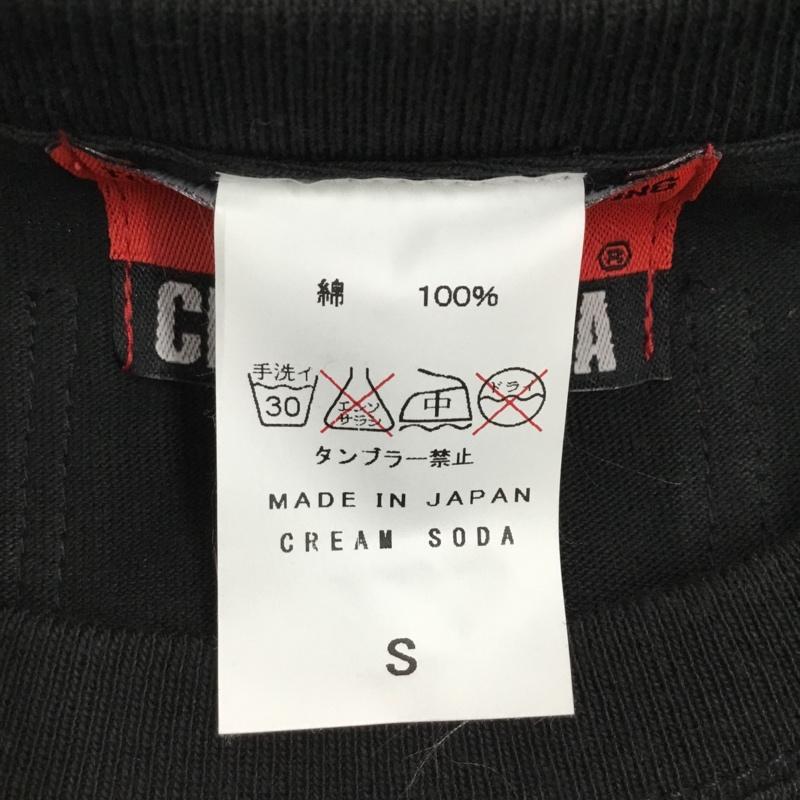 綿 100%
手洗イ
30
エンソ
サラシ
中
ドライ
タンブラー禁止
MADE IN JAPAN
CREAM SODA
S